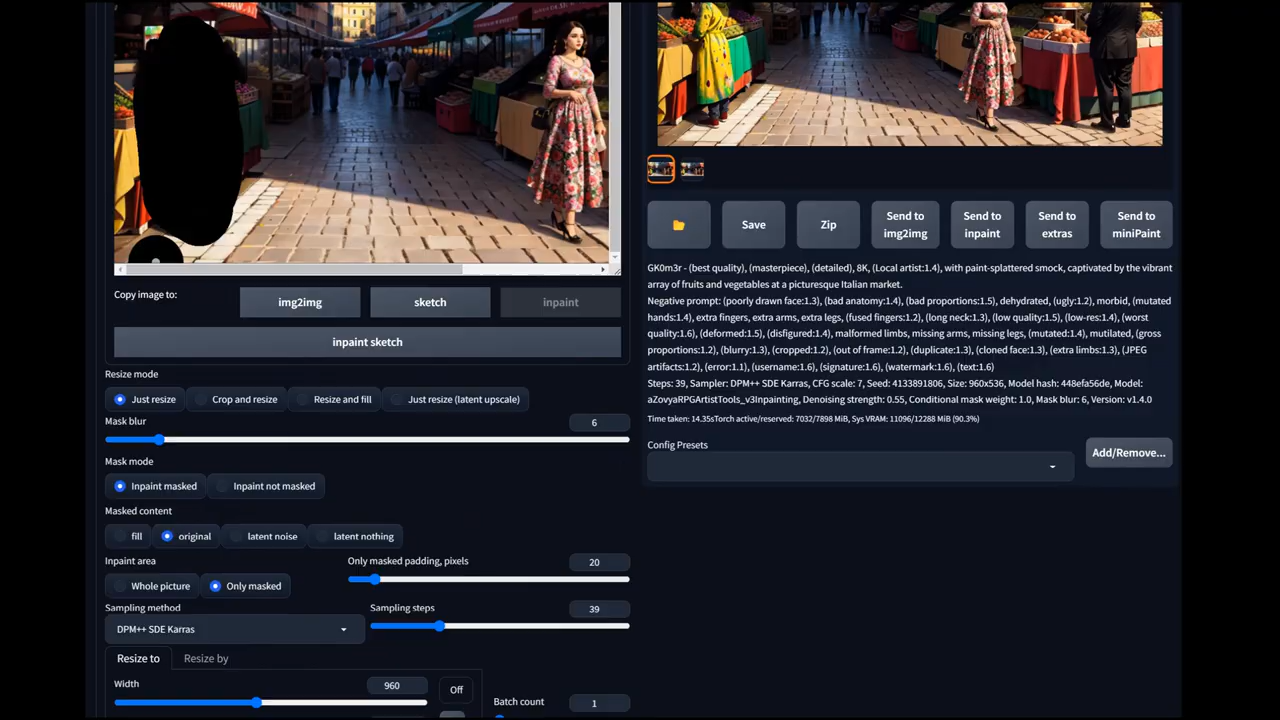 Copy image to:
img2img
sketch
inpaint
inpaint sketch
Resize mode
Just resize
Crop and resize
Resize and fill
Just resize (latent upscale)
Mask blur
6
Mask mode
Inpaint masked
Inpaint not masked
Masked content
fill
original
latent noise
latent nothing
Inpaint area
Only masked padding, pixels
20
Whole picture
Only masked
Sampling method
Sampling steps
39
DPM++ SDE Karras
Resize to
Resize by
Width
960
Off
Batch count
1
Save
Zip
Send to
img2img
Send to
inpaint
Send to
extras
Send to
miniPaint
GK0m3r - (best quality), (masterpiece), (detailed), 8K, (Local artist:1.4), with paint-splattered smock, captivated by the vibrant
array of fruits and vegetables at a picturesque Italian market.
Negative prompt: (poorly drawn face:1.3), (bad anatomy:1.4), (bad proportions:1.5), dehydrated, (ugly:1.2), morbid, (mutated
hands:1.4), extra fingers, extra arms, extra legs, (fused fingers:1.2), (long neck:1.3), (low quality:1.5), (low-res:1.4), (worst
quality:1.6), (deformed:1.5), (disfigured:1.4), malformed limbs, missing arms, missing legs, (mutated:1.4), mutilated, (gross
proportions:1.2), (blurry:1.3), (cropped:1.2), (out of frame:1.2), (duplicate:1.3), (cloned face:1.3), (extra limbs:1.3), (JPEG
artifacts:1.2), (error:1.1), (username:1.6), (signature:1.6), (watermark:1.6), (text:1.6)
Steps: 39, Sampler: DPM++ SDE Karras, CFG scale: 7, Seed: 4133891806, Size: 960x536, Model hash: 448efa56de, Model:
aZovyaRPGArtistTools_v3Inpainting, Denoising strength: 0.55, Conditional mask weight: 1.0, Mask blur: 6, Version: v1.4.0
Time taken: 14.35sTorch active/reserved: 7032/7898 MiB, Sys VRAM: 11096/12288 MiB (90.3%)
Config Presets
Add/Remove...